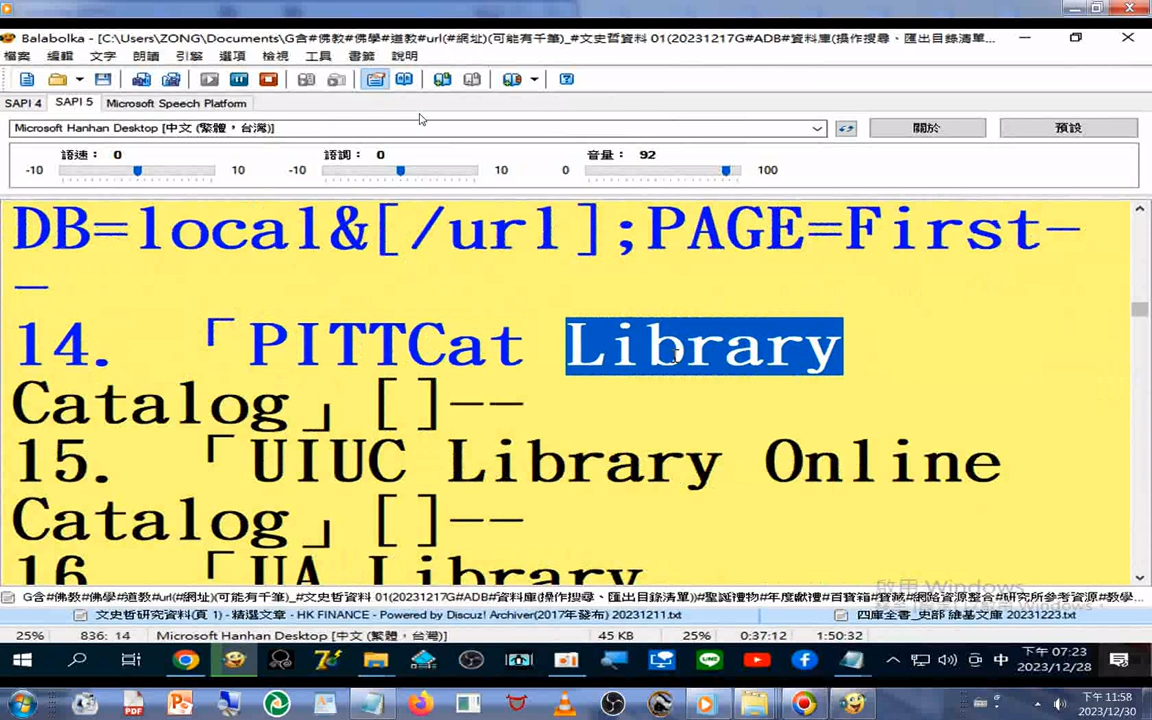 Balabolka - [C:\Users\ZONG\Documents\G含#佛教#佛學#道教#url(#網址)(可能有千筆)_#文史哲資料 01(20231217G#ADB#資料庫(操作搜尋、匯出目錄清單...
檔案 編輯 文字 朗讀 引擎 選項 檢視 工具 書籤 說明
SAPI 4 SAPI 5 Microsoft Speech Platform
Microsoft Hanhan Desktop [中文 (繁體，台灣)] 關於 預設
語速： 0 語調： 0 音量： 92
-10 10 -10 10 0 100
DB=local&[/url];PAGE=First-
-
14. 「PITTCat Library
Catalog」[]--
15. 「UIUC Library Online
Catalog」[]--
16. 「UA Library
啟用 Windows
G含#佛教#佛學#道教#url(#網址)(可能有千筆)_#文史哲資料 01(20231217G#ADB#資料庫(操作搜尋、匯出目錄清單))#聖誕禮物#年度獻禮#百寶箱#寶藏#網路資源整合#研究所參考資源#教學...
文史哲研究資料(頁 1) - 精選文章 - HK FINANCE - Powered by Discuz! Archiver(2017年發布) 20231211.txt 四庫全書_史部 維基文庫 20231223.txt
25% 836: 14 Microsoft Hanhan Desktop [中文 (繁體，台灣)] 45 KB 25% 0:37:12 1:50:32
中 下午 07:23
2023/12/28
PDF
下午 11:58
2023/12/30